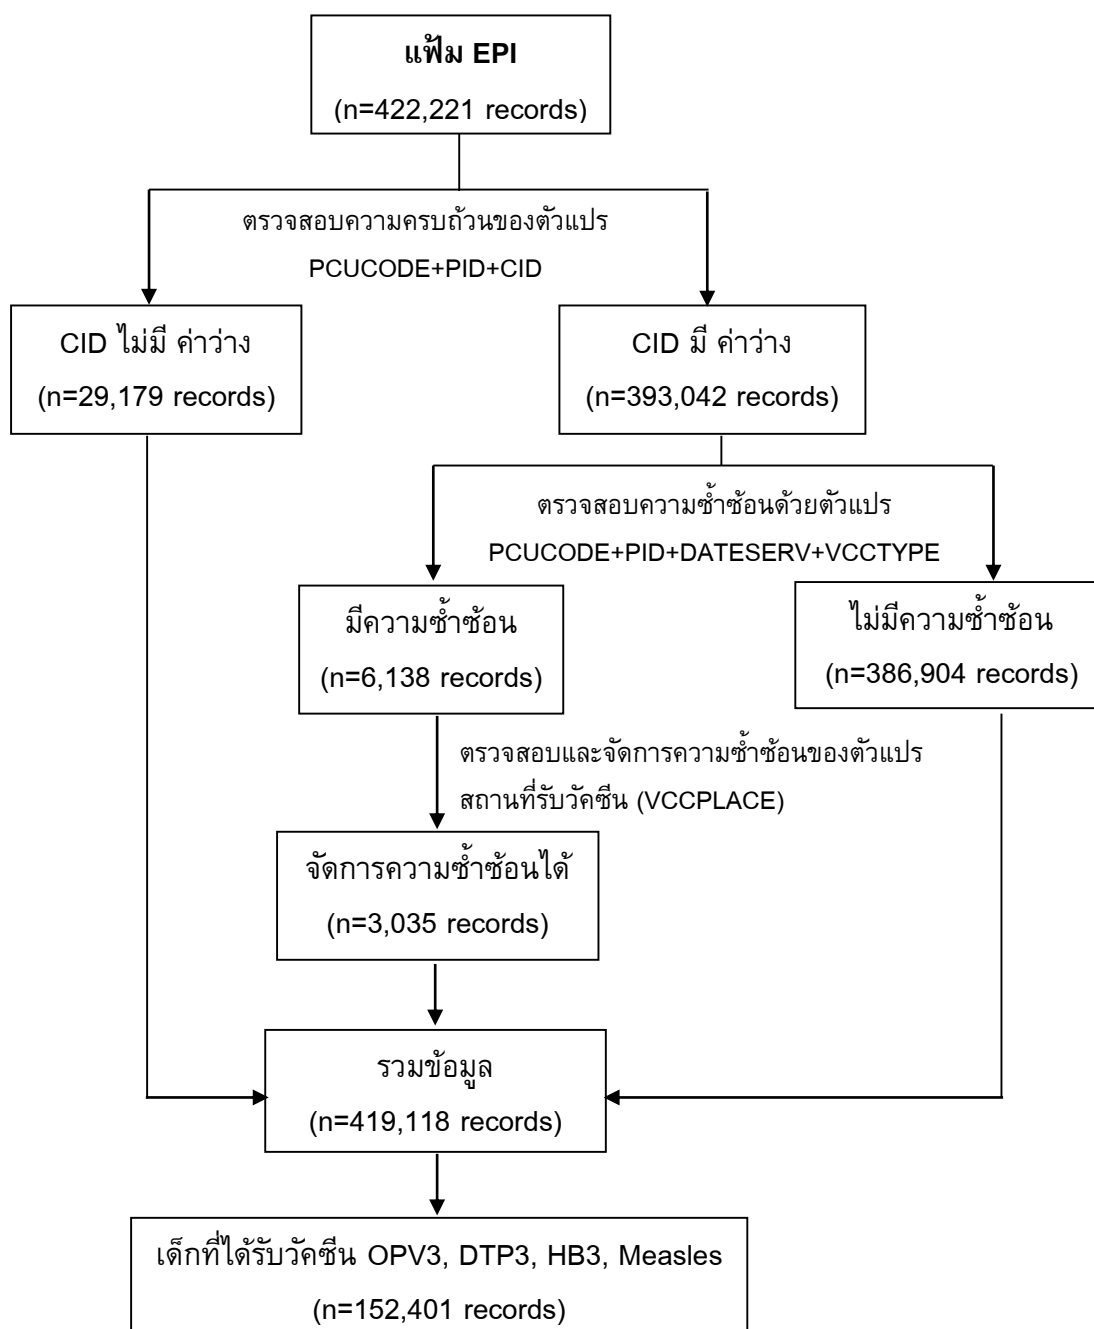 แฟ้ม EPI
(n=422,221 records)
ตรวจสอบความครบถ้วนของตัวแปร
PCUCODE+PID+CID
CID ไม่มี ค่าว่าง
(n=29,179 records)
CID มี ค่าว่าง
(n=393,042 records)
ตรวจสอบความซ้ำซ้อนด้วยตัวแปร
PCUCODE+PID+DATESERV+VCCTYPE
มีความซ้ำซ้อน
(n=6,138 records)
ไม่มีความซ้ำซ้อน
(n=386,904 records)
ตรวจสอบและจัดการความซ้ำซ้อนของตัวแปร
สถานที่รับวัคซีน (VCCPLACE)
จัดการความซ้ำซ้อนได้
(n=3,035 records)
รวมข้อมูล
(n=419,118 records)
เด็กที่ได้รับวัคซีน OPV3, DTP3, HB3, Measles
(n=152,401 records)